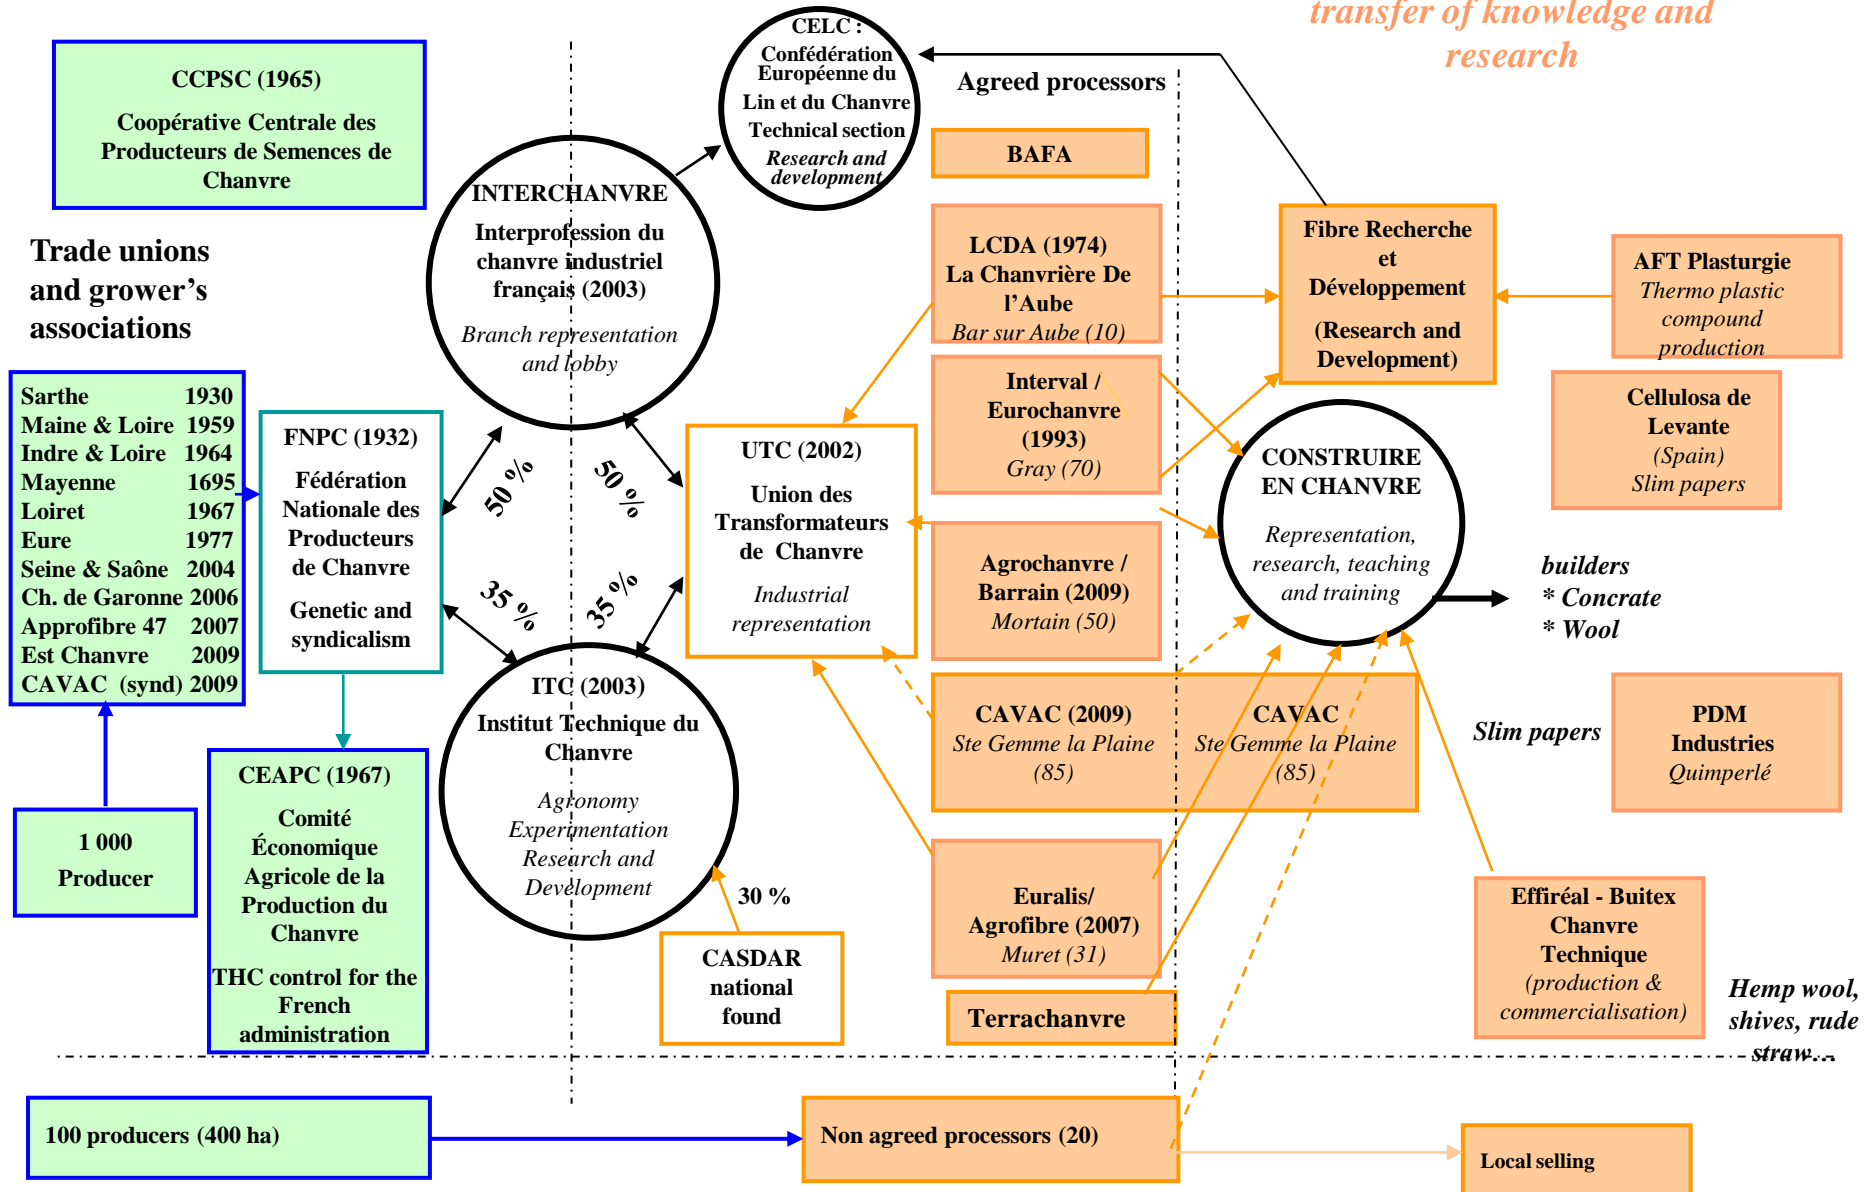 transfer of knowledge and
research
CCPSC (1965)
Coopérative Centrale des
Producteurs de Semences de
Chanvre
CELC :
Confédération
Européenne du
Lin et du Chanvre
Technical section
Research and
development
Agreed processors
BAFA
Trade unions
and grower's
associations
INTERCHANVRE
Interprofession du
chanvre industriel
français (2003)
Branch representation
and lobby
LCDA (1974)
La Chanvrière De
l'Aube
Bar sur Aube (10)
Fibre Recherche
et
Développement
(Research and
Development)
AFT Plasturgie
Thermo plastic
compound
production
Sarthe 1930
Maine & Loire 1959
Indre & Loire 1964
Mayenne 1695
Loiret 1967
Eure 1977
Seine & Saône 2004
Ch. de Garonne 2006
Approfibre 47 2007
Est Chanvre 2009
CAVAC (synd) 2009
FNPC (1932)
Fédération
Nationale des
Producteurs
de Chanvre
Genetic and
syndicalism
50 %
50 %
35 %
35 %
UTC (2002)
Union des
Transformateurs
de Chanvre
Industrial
representation
Interval /
Eurochanvre
(1993)
Gray (70)
Agrochanvre /
Barrain (2009)
Mortain (50)
CONSTRUIRE
EN CHANVRE
Representation,
research, teaching
and training
Cellulosa de
Levante
(Spain)
Slim papers
builders
* Concrete
* Wool
1 000
Producer
CEAPC (1967)
Comité
Économique
Agricole de la
Production du
Chanvre
THC control for the
French
administration
ITC (2003)
Institut Technique du
Chanvre
Agronomy
Experimentation
Research and
Development
30 %
CASDAR
national
found
CAVAC (2009)
Ste Gemme la Plaine
(85)
CAVAC
Ste Gemme la Plaine
(85)
Slim papers
PDM
Industries
Quimperlé
Euralis/
Agrofibre (2007)
Muret (31)
Terrachanvre
Effiréal - Buitex
Chanvre
Technique
(production &
commercialisation)
Hemp wool,
shives, rude
straw…
100 producers (400 ha)
Non agreed processors (20)
Local selling